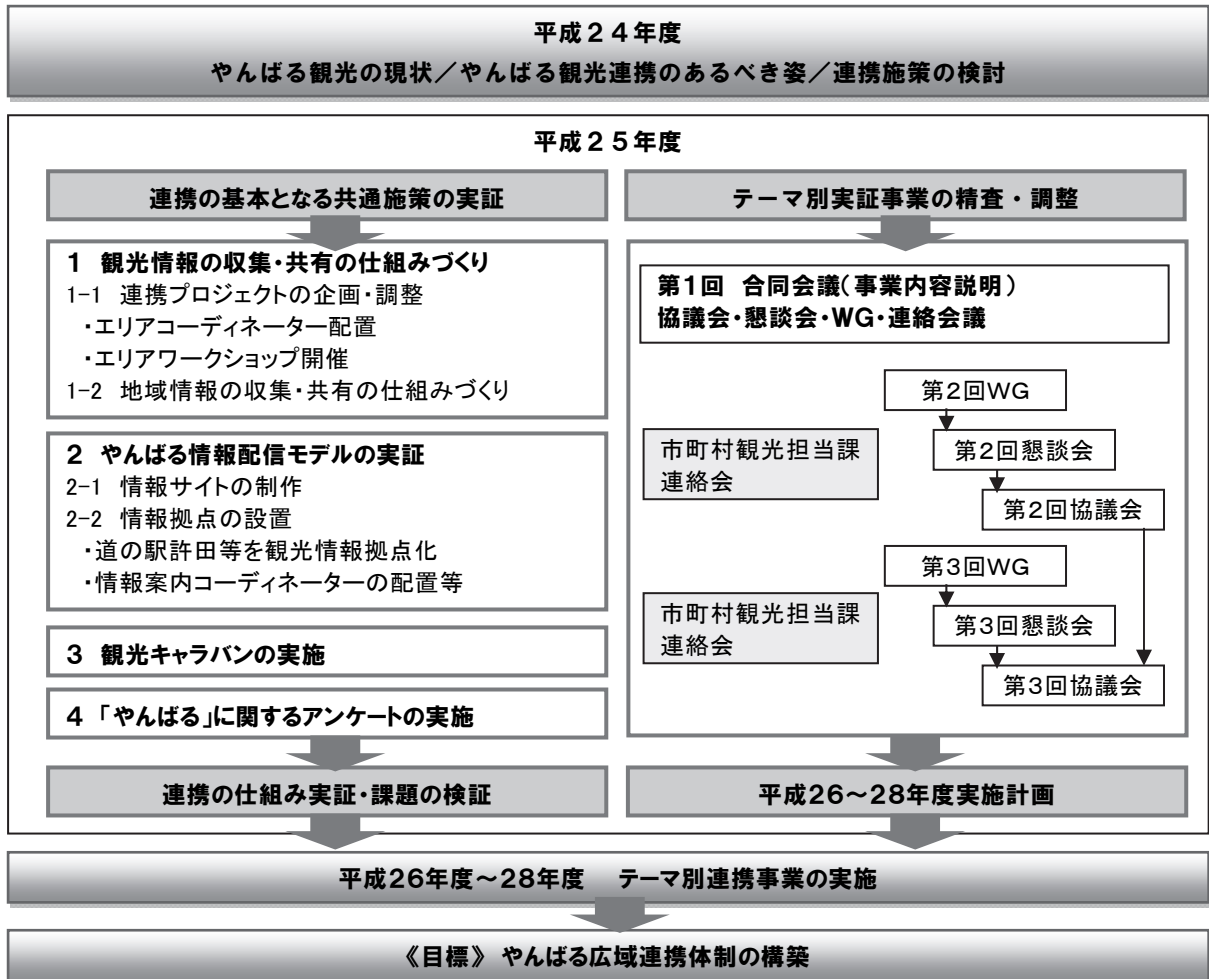 平成２４年度
やんばる観光の現状／やんばる観光連携のあるべき姿／連携施策の検討
平成２５年度
連携の基本となる共通施策の実証
1 観光情報の収集・共有の仕組みづくり
1-1 連携プロジェクトの企画・調整
・エリアコーディネーター配置
・エリアワークショップ開催
1-2 地域情報の収集・共有の仕組みづくり
2 やんばる情報配信モデルの実証
2-1 情報サイトの制作
2-2 情報拠点の設置
・道の駅許田等を観光情報拠点化
・情報案内コーディネーターの配置等
3 観光キャラバンの実施
4 「やんばる」に関するアンケートの実施
連携の仕組み実証・課題の検証
テーマ別実証事業の精査・調整
第１回 合同会議（事業内容説明）
協議会・懇談会・WG・連絡会議
第２回WG
市町村観光担当課
連絡会
第２回懇談会
第２回協議会
第３回WG
市町村観光担当課
連絡会
第３回懇談会
第３回協議会
平成26～28年度実施計画
平成26年度～28年度 テーマ別連携事業の実施
《目標》 やんばる広域連携体制の構築